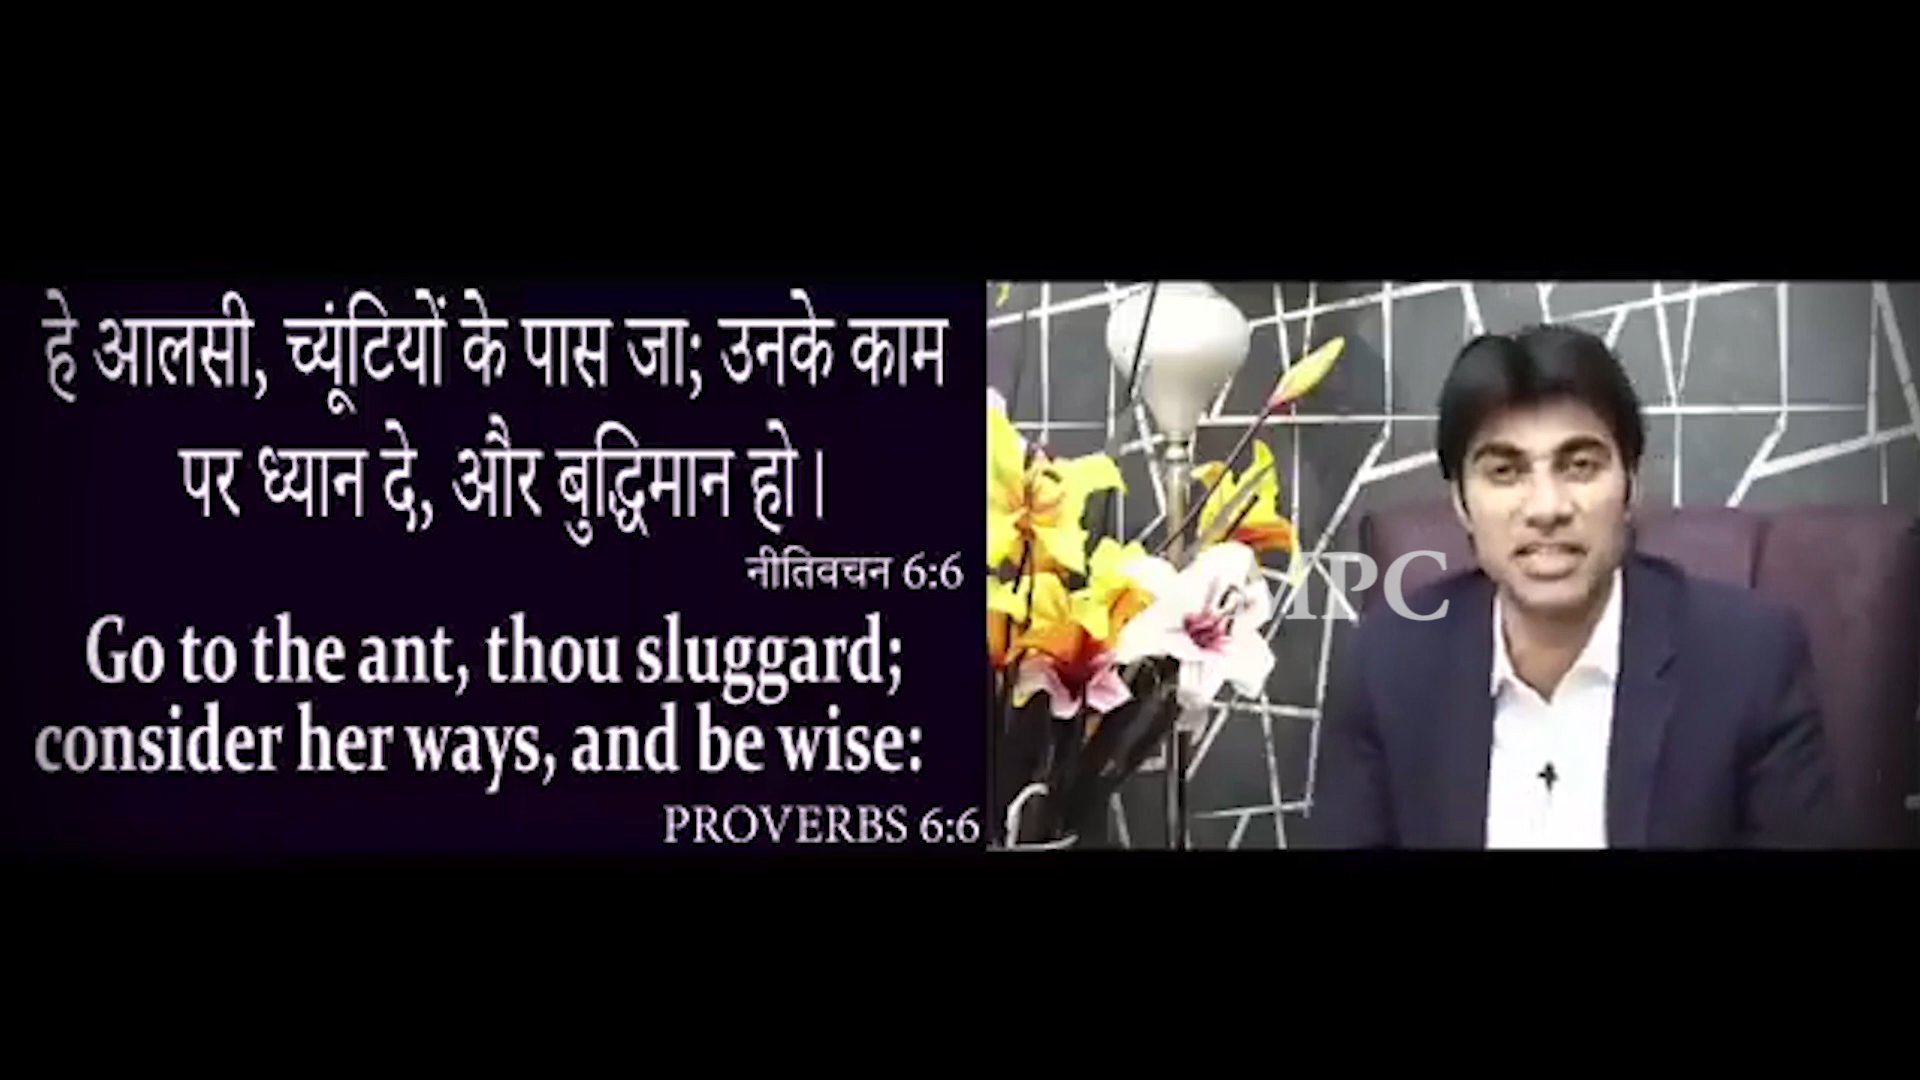 हे आलसी, च्यूंटियों के पास जा; उनके काम
पर ध्यान दे, और बुद्धिमान हो।
नीतिवचन 6:6
Go to the ant, thou sluggard;
consider her ways, and be wise:
PROVERBS 6:6